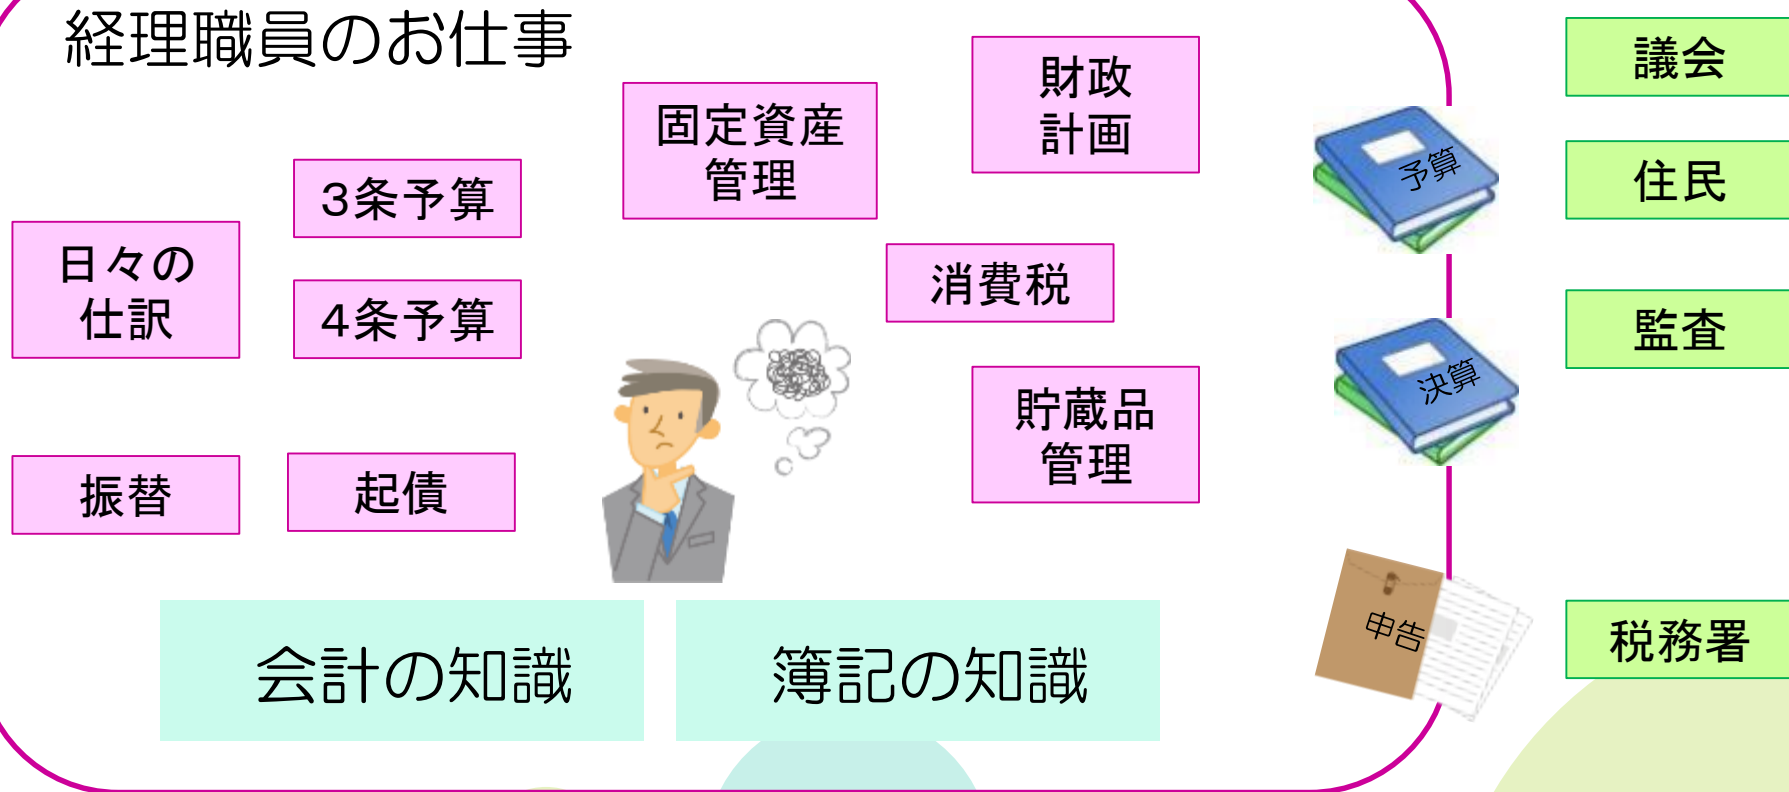 経理職員のお仕事
財政
計画
固定資産
管理
3条予算
日々の
仕訳
4条予算
消費税
貯蔵品
管理
振替
起債
会計の知識
簿記の知識
予算
決算
申告
議会
住民
監査
税務署